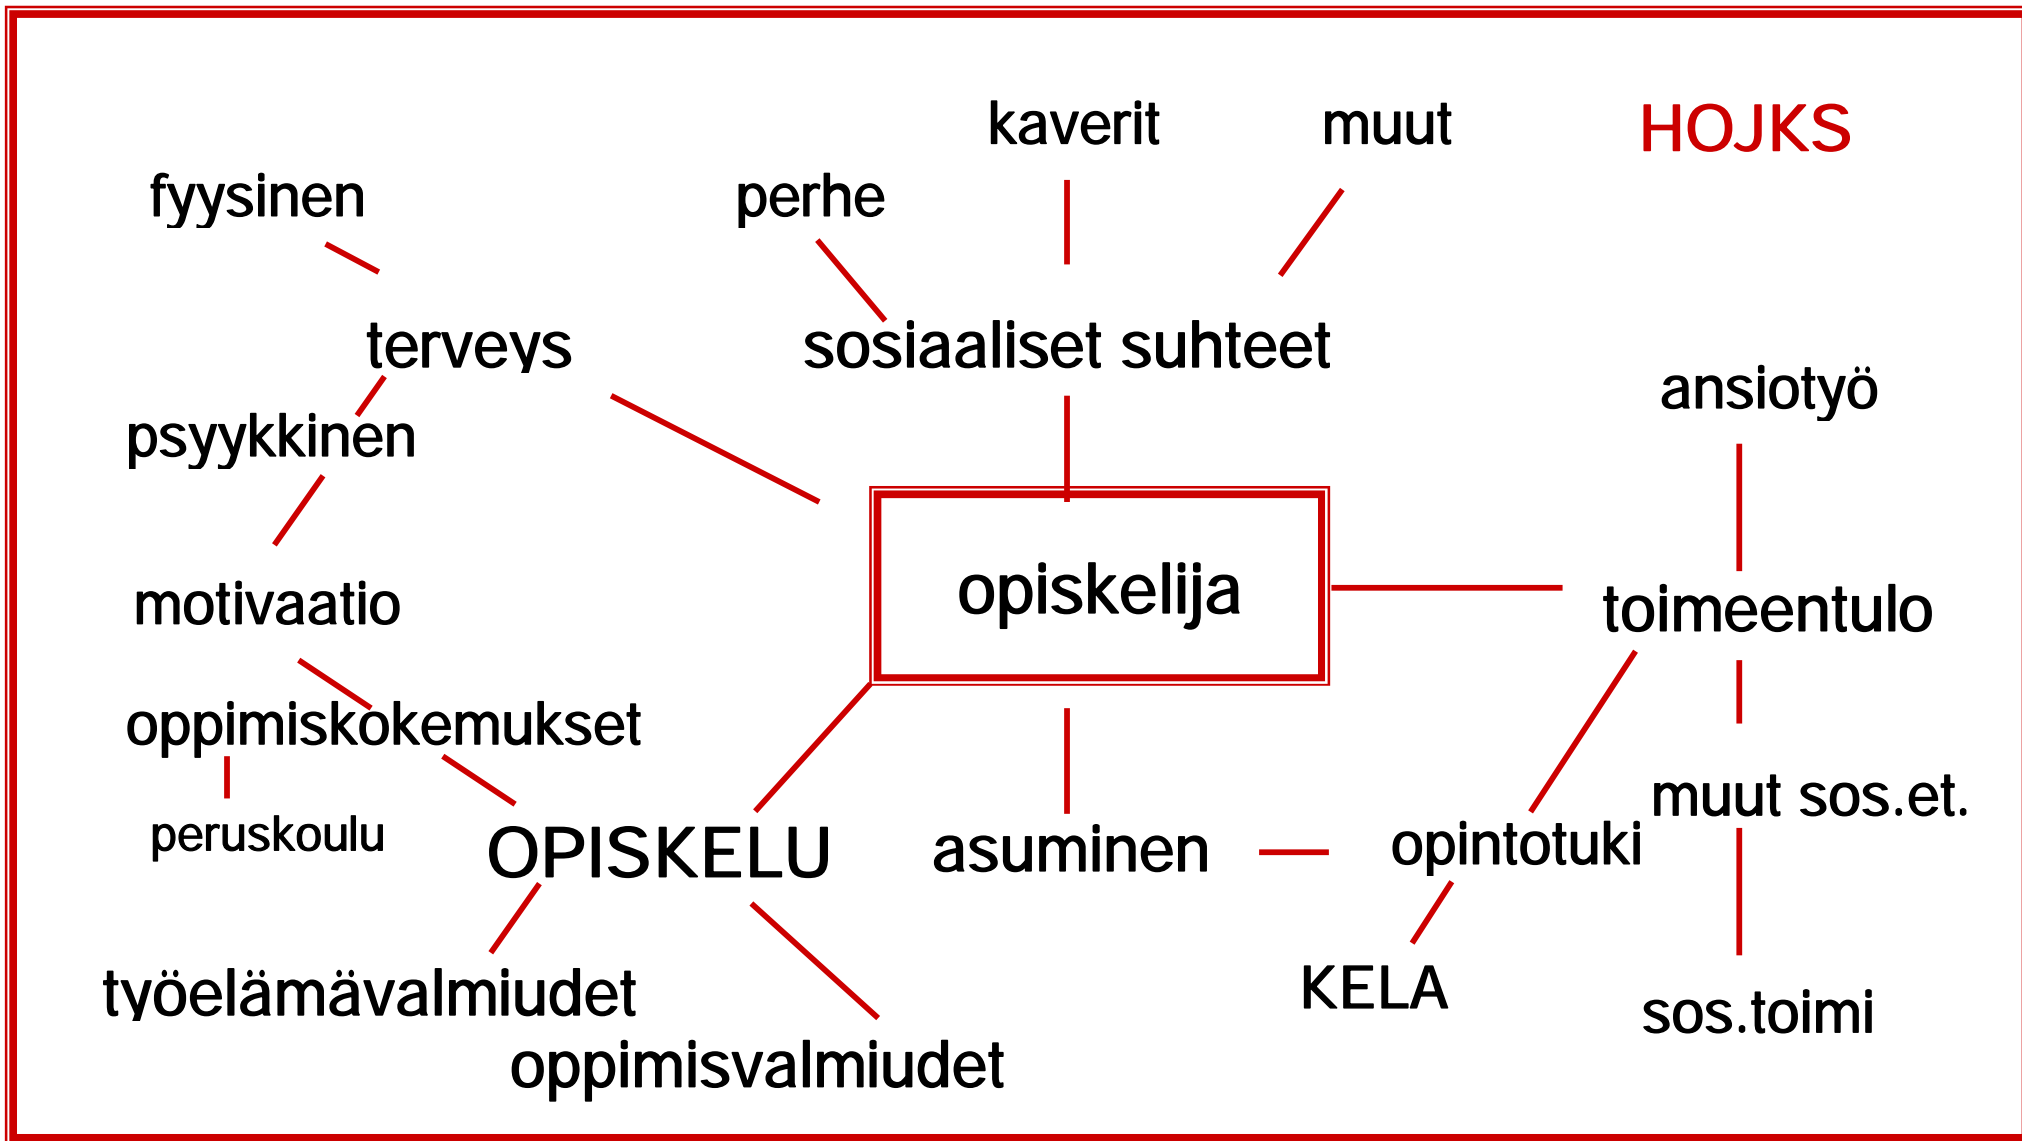 kaverit
muut
HOJKS
fyysinen
perhe
terveys
sosiaaliset suhteet
ansiotyö
psyykkinen
opiskelija
motivaatio
toimeentulo
oppimiskokemukset
muut sos.et.
peruskoulu
OPISKELU
asuminen
opintotuki
työelämävalmiudet
KELA
sos.toimi
oppimisvalmiudet